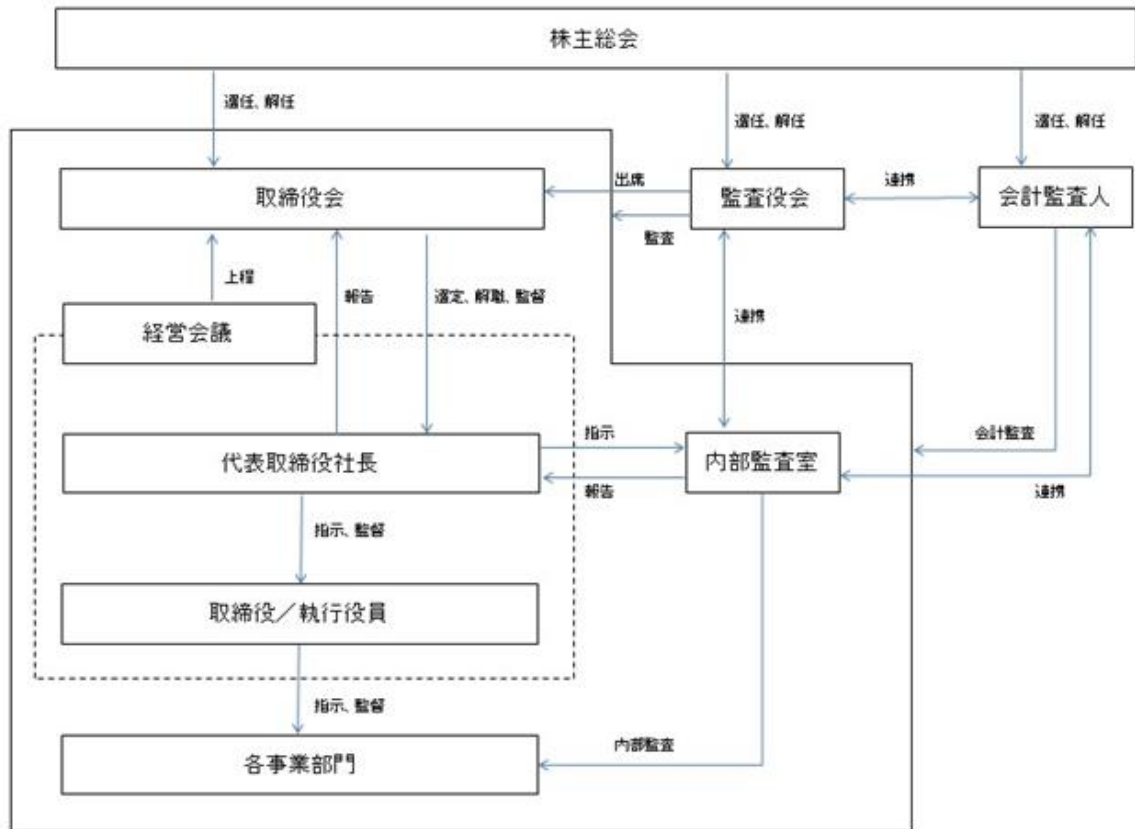 株主総会
選任、解任
選任、解任
選任、解任
取締役会
出席
監査役会
連携
会計監査人
監査
上程
報告
選定、解職、監督
連携
経営会議
代表取締役社長
指示
報告
内部監査室
会計監査
連携
指示、監督
取締役／執行役員
指示、監督
各事業部門
内部監査